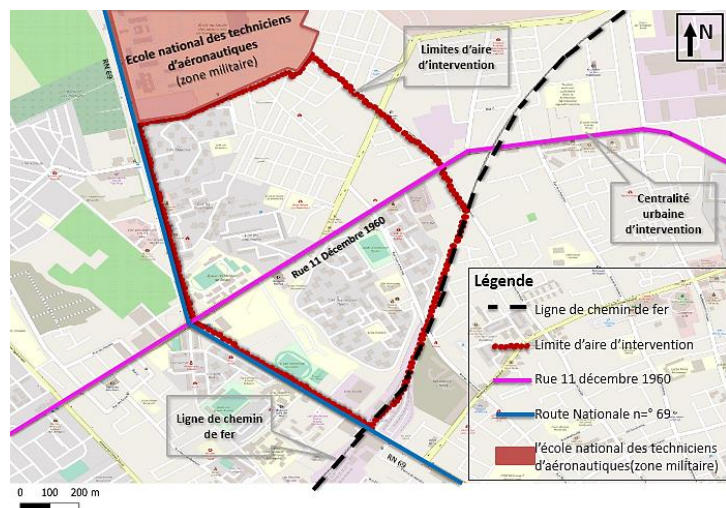 Ecole national des techniciens
d'aéronautiques
(zone militaire)
Limites d'aire
d'intervention
N
RN 69
Rue 11 Décembre 1960
Centralité
urbaine
d'intervention
Ligne de chemin
de fer
RN 69
Légende
Ligne de chemin de fer
Limite d'aire d'intervention
Rue 11 décembre 1960
Route Nationale n=° 69
l'école national des techniciens
d'aéronautiques(zone militaire)
0 100 200 m